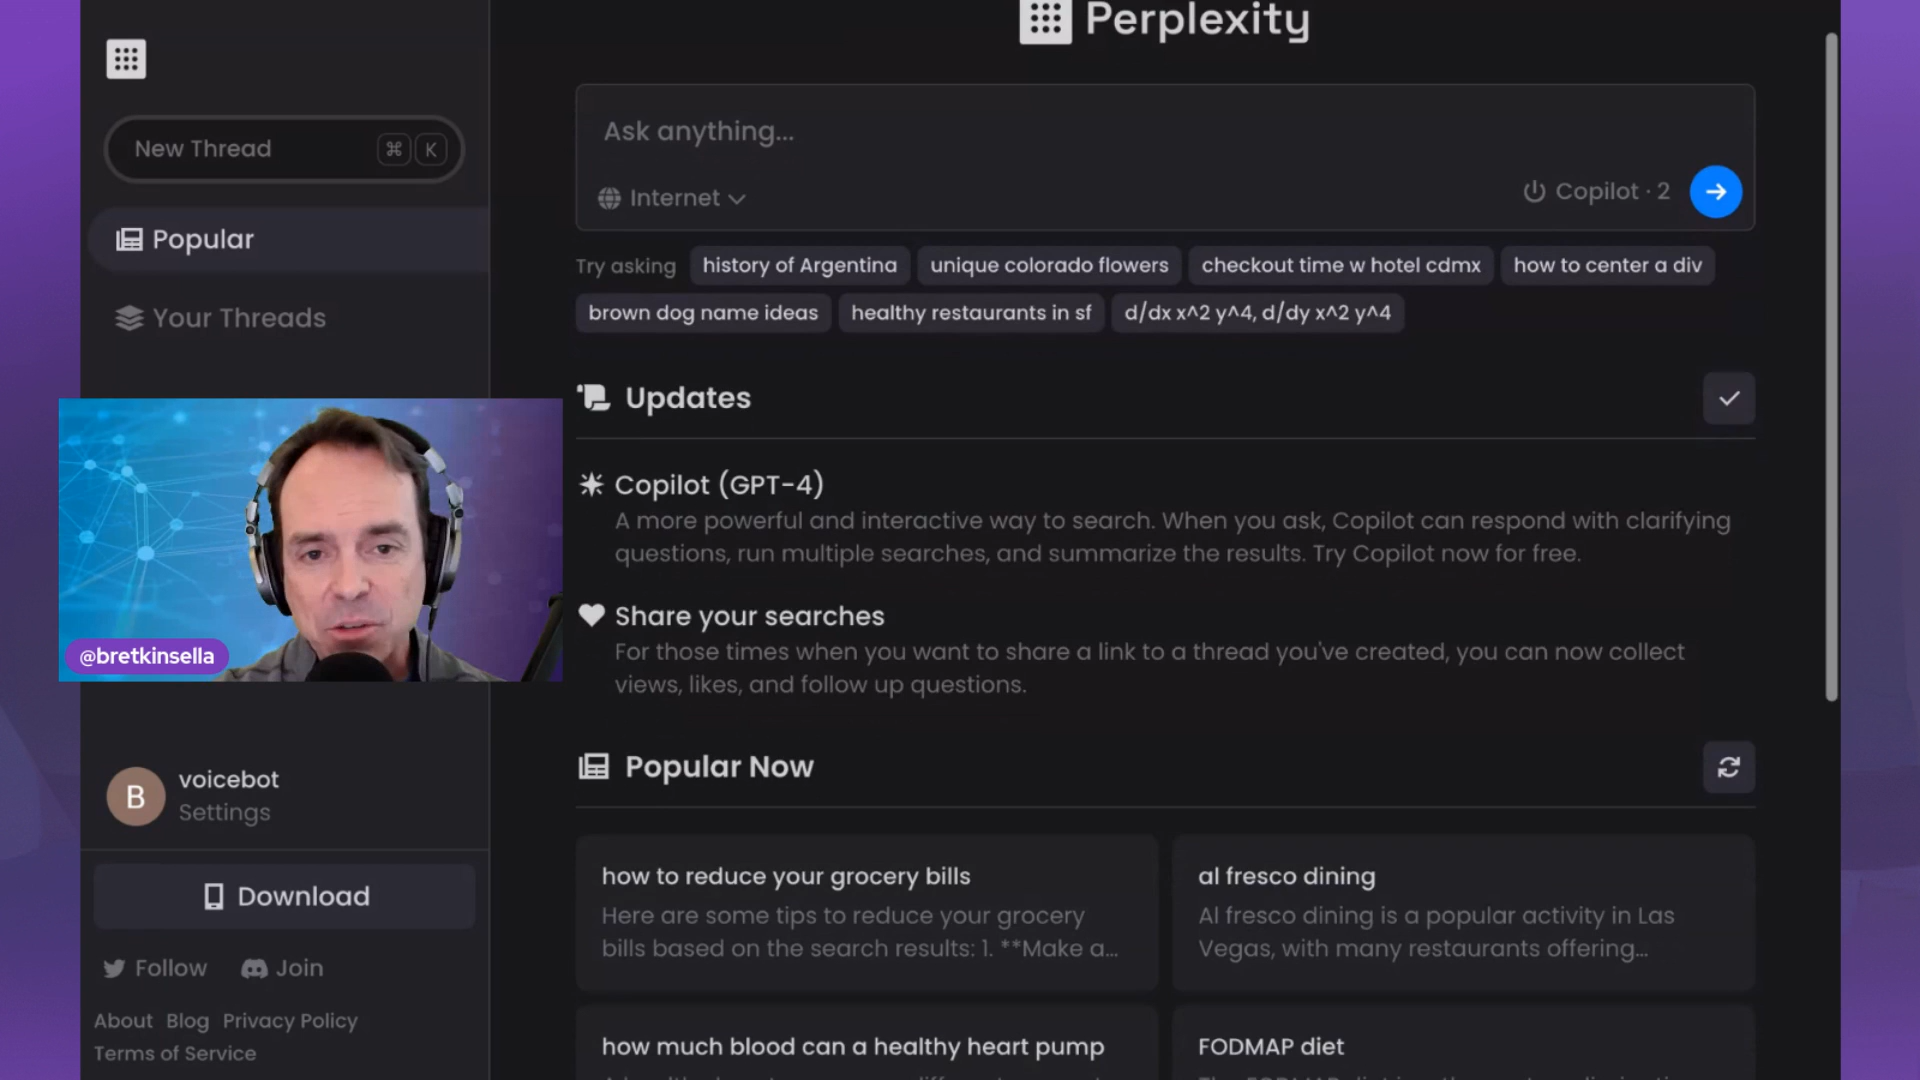 Perplexity
New Thread ⌘ K
Popular
Your Threads
@bretkinsella
B
voicebot
Settings
Download
Follow Join
About Blog Privacy Policy
Terms of Service
Ask anything...
Internet
Copilot · 2
Try asking history of Argentina unique colorado flowers checkout time w hotel cdmx how to center a div
brown dog name ideas healthy restaurants in sf d/dx x^2 y^4, d/dy x^2 y^4
Updates
Copilot (GPT-4)
A more powerful and interactive way to search. When you ask, Copilot can respond with clarifying
questions, run multiple searches, and summarize the results. Try Copilot now for free.
Share your searches
For those times when you want to share a link to a thread you've created, you can now collect
views, likes, and follow up questions.
Popular Now
how to reduce your grocery bills
Here are some tips to reduce your grocery
bills based on the search results: 1. **Make a...
al fresco dining
Al fresco dining is a popular activity in Las
Vegas, with many restaurants offering...
how much blood can a healthy heart pump
FODMAP diet